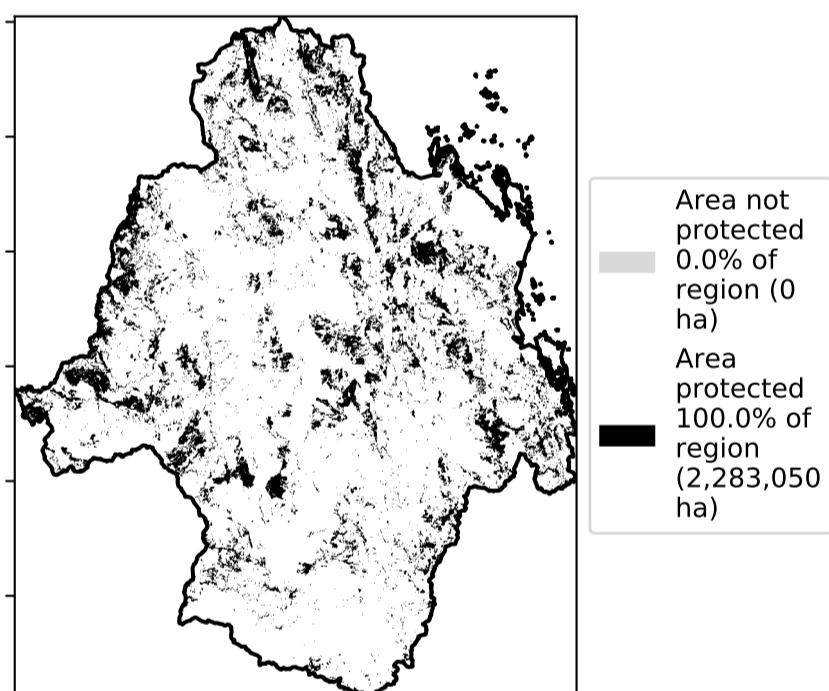 Area not
protected
0.0% of
region (0
ha)
Area
protected
100.0% of
region
(2,283,050
ha)